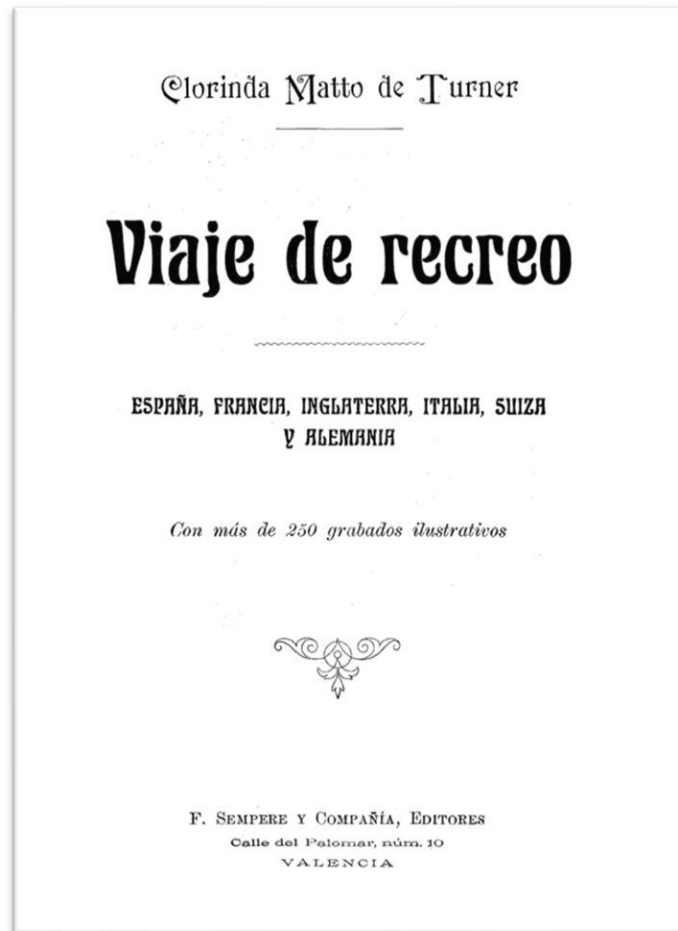 Clorinda Matto de Turner
Viaje de recreo
ESPAÑA, FRANCIA, INGLATERRA, ITALIA, SUIZA
Y ALEMANIA
Con más de 250 grabados ilustrativos
F. SEMPERE Y COMPAÑÍA, EDITORES
Calle del Palomar, núm. 10
VALENCIA